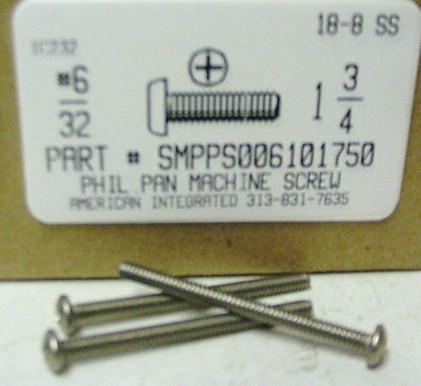 18-8 SS
#6
32
1 3/4
PART # SMPPS006101750
PHIL.PAN MACHINE SCREW
AMERICAN INTEGRATED 313-831-7635